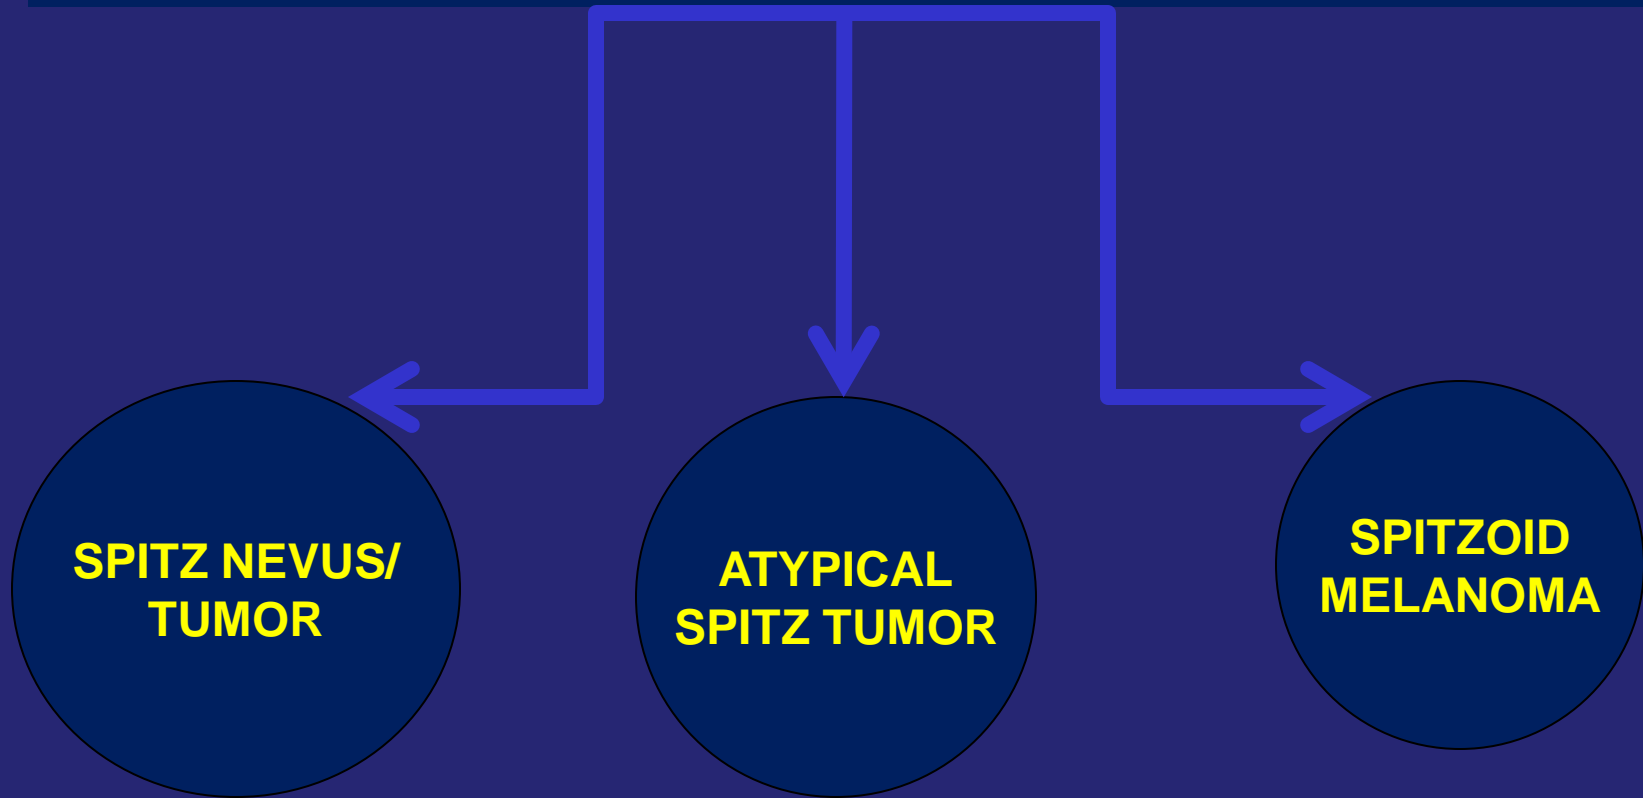 SPITZ NEVUS/
TUMOR
ATYPICAL
SPITZ TUMOR
SPITZOID
MELANOMA